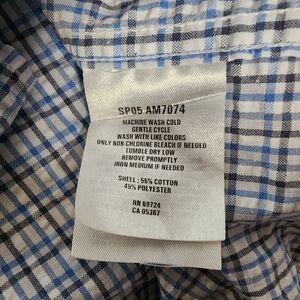 SP05 AM7074
MACHINE WASH COLD
GENTLE CYCLE
WASH WITH LIKE COLORS
ONLY NON CHLORINE BLEACH IF NEEDED
TUMBLE DRY LOW
REMOVE PROMPTLY
IRON MEDIUM IF NEEDED
SHELL : 55% COTTON
45% POLYESTER
RN 69724
CA 05367